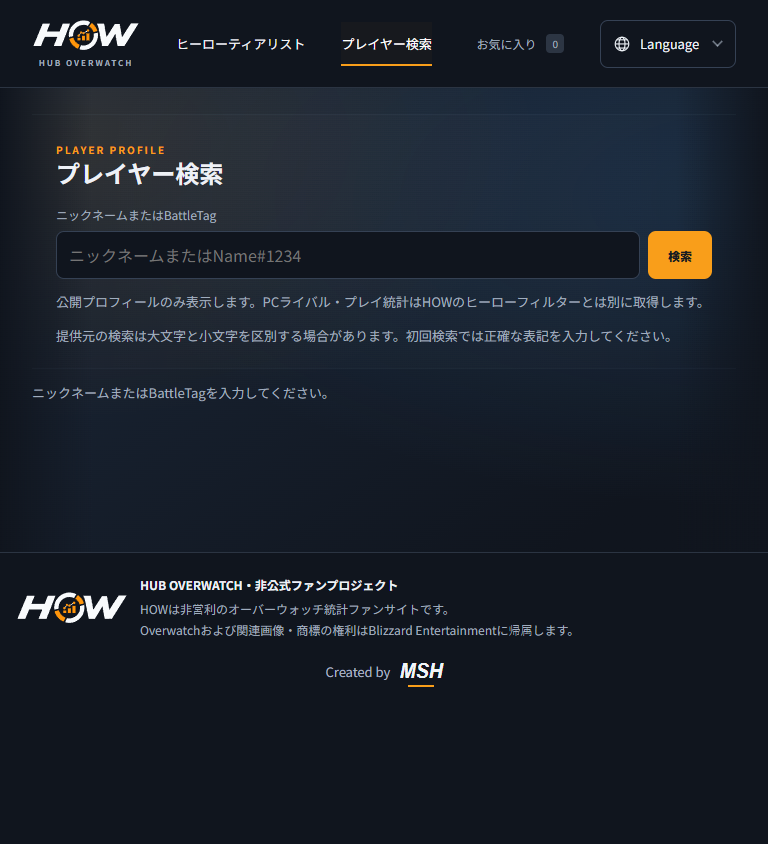 HOW
HUB OVERWATCH
ヒーローティアリスト
プレイヤー検索
お気に入り 0
Language
PLAYER PROFILE
プレイヤー検索
ニックネームまたはBattleTag
ニックネームまたはName#1234
検索
公開プロフィールのみ表示します。PCライバル・プレイ統計はHOWのヒーローフィルターとは別に取得します。
提供元の検索は大文字と小文字を区別する場合があります。初回検索では正確な表記を入力してください。
ニックネームまたはBattleTagを入力してください。
HOW
HUB OVERWATCH・非公式ファンプロジェクト
HOWは非営利のオーバーウォッチ統計ファンサイトです。
Overwatchおよび関連画像・商標の権利はBlizzard Entertainmentに帰属します。
Created by MSH